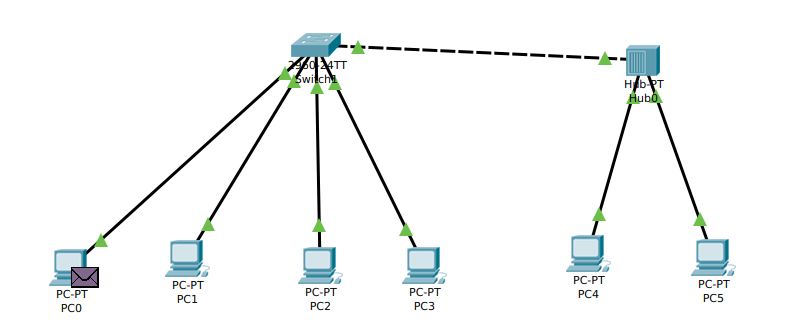 2960-24TT
Switch1
Hub-PT
Hub0
PC-PT
PC0
PC-PT
PC1
PC-PT
PC2
PC-PT
PC3
PC-PT
PC4
PC-PT
PC5